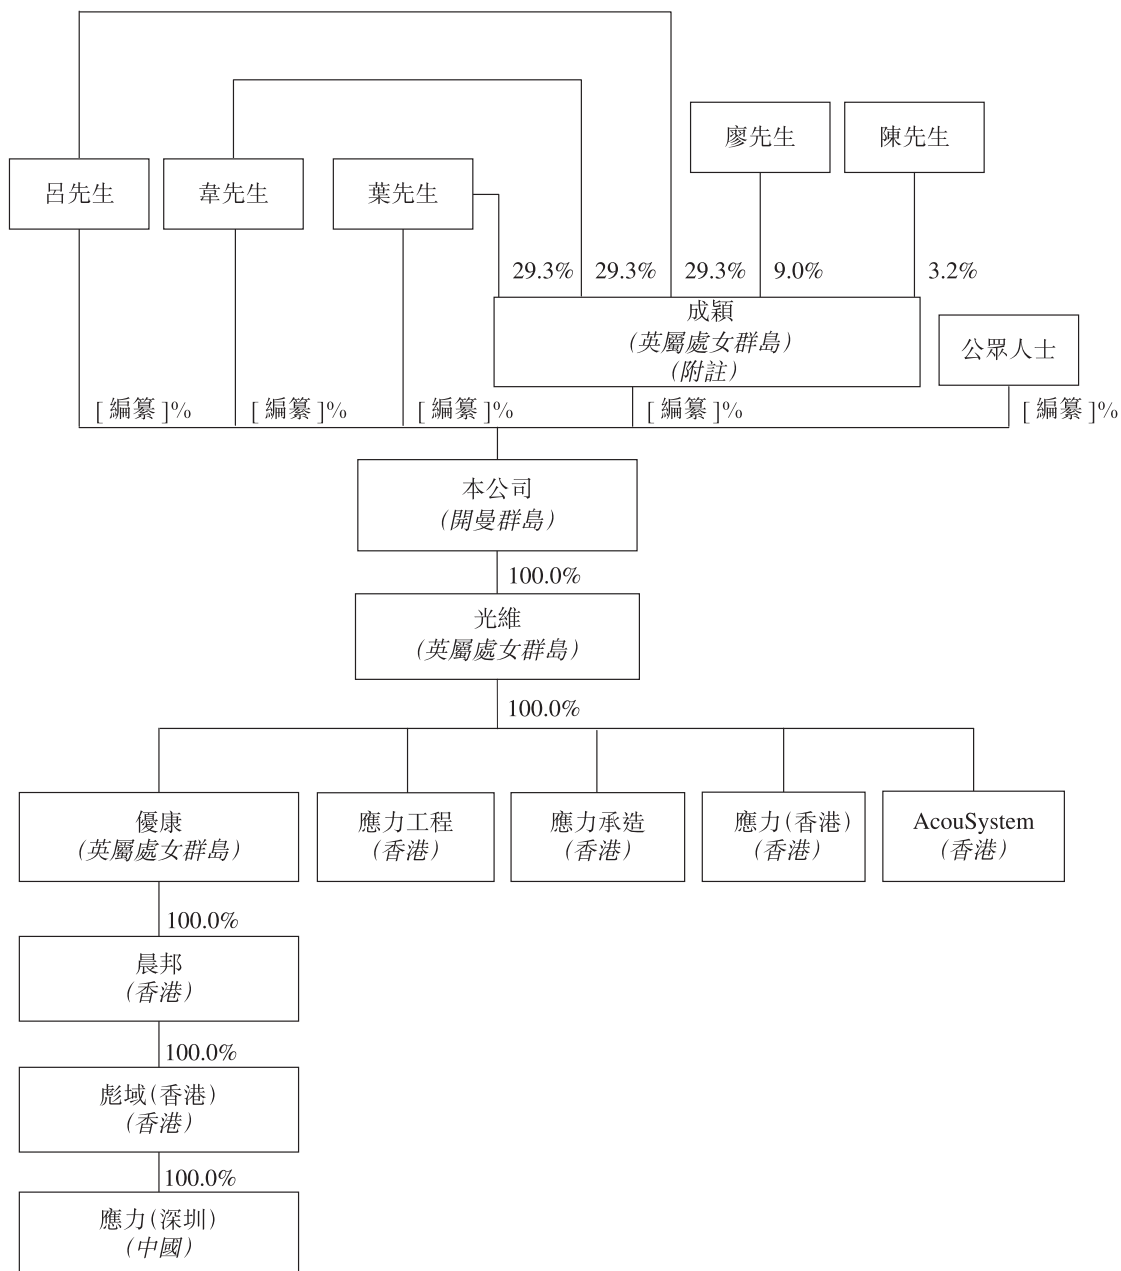 廖先生
陳先生
呂先生
韋先生
葉先生
29.3%
29.3%
29.3%
9.0%
3.2%
成穎
(英屬處女群島)
(附註)
公眾人士
[ 編纂 ]%
[ 編纂 ]%
[ 編纂 ]%
[ 編纂 ]%
[ 編纂 ]%
本公司
(開曼群島)
100.0%
光維
(英屬處女群島)
100.0%
優康
(英屬處女群島)
應力工程
(香港)
應力承造
(香港)
應力(香港)
(香港)
AcouSystem
(香港)
100.0%
晨邦
(香港)
100.0%
彪域(香港)
(香港)
100.0%
應力(深圳)
(中國)